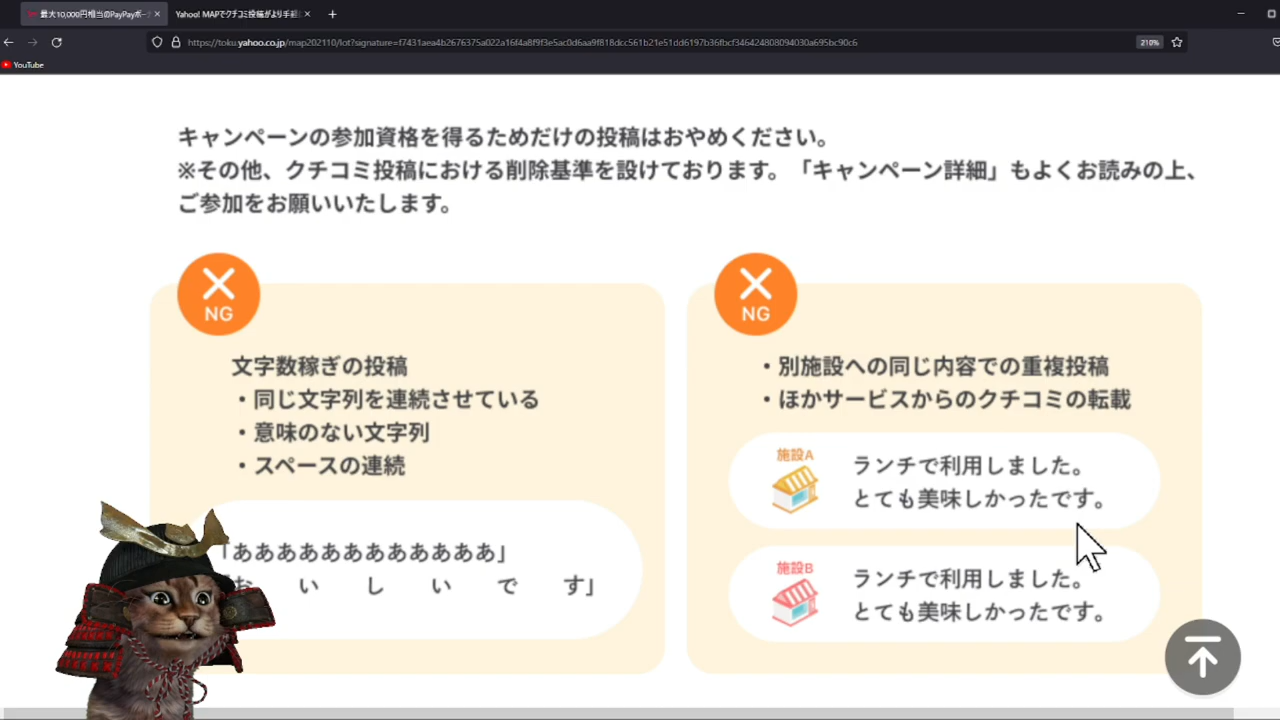 最大10,000円相当のPayPayボー
Yahoo! MAPでクチコミ投稿がより手軽
https://toku.yahoo.co.jp/map202110/lot?signature=f7431aea4b2676375a022a16f4a8f9f3e5ac0d6aa9f818dcc561b21e51dd6197b36fbcf346424808094030a695bc90c6
210%
YouTube
キャンペーンの参加資格を得るためだけの投稿はおやめください。
※その他、クチコミ投稿における削除基準を設けております。「キャンペーン詳細」もよくお読みの上、
ご参加をお願いいたします。
NG
文字数稼ぎの投稿
・同じ文字列を連続させている
・意味のない文字列
・スペースの連続
「ああああああああああああ」
お い し い で す」
NG
・別施設への同じ内容での重複投稿
・ほかサービスからのクチコミの転載
施設A
ランチで利用しました。
とても美味しかったです。
施設B
ランチで利用しました。
とても美味しかったです。